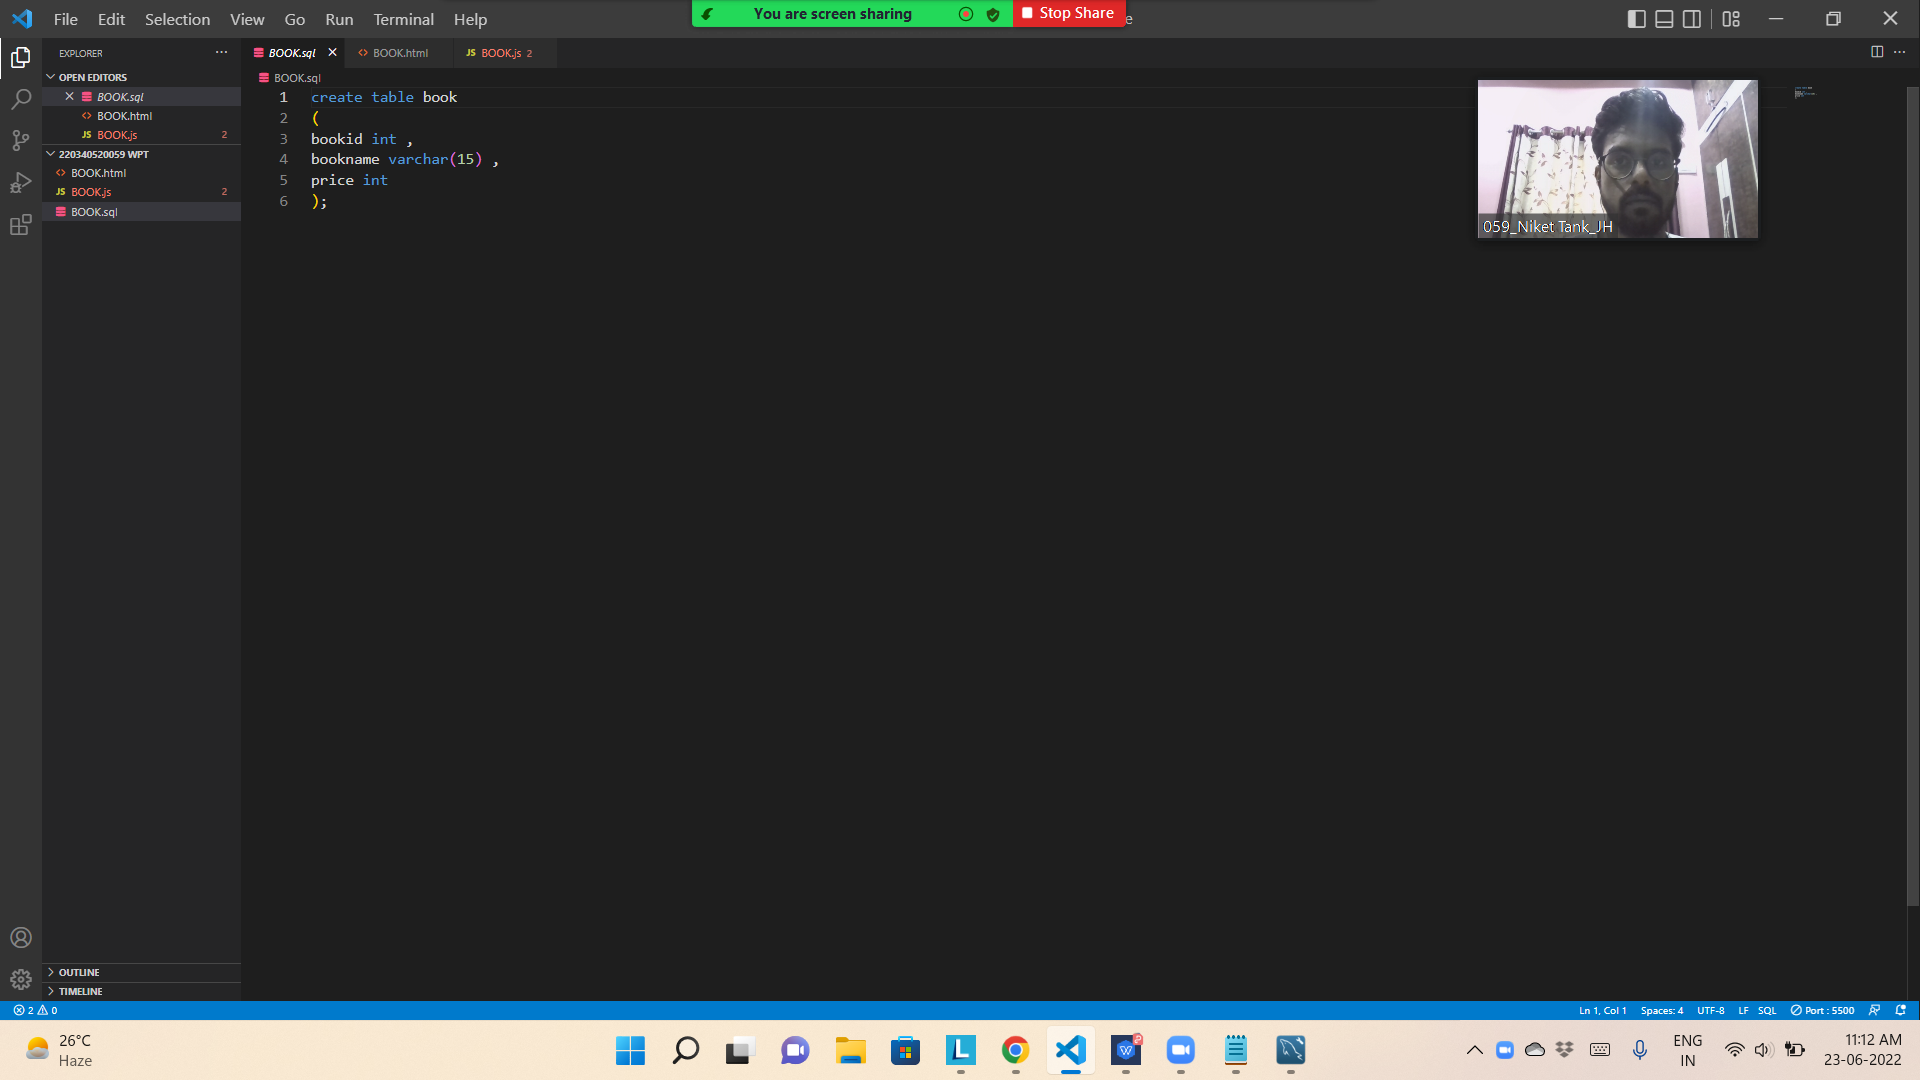 File Edit Selection View Go Run Terminal Help
You are screen sharing
Stop Share
e
EXPLORER
OPEN EDITORS
BOOK.sql
BOOK.html
BOOK.js 2
220340520059 WPT
BOOK.html
BOOK.js 2
BOOK.sql
OUTLINE
TIMELINE
BOOK.sql
BOOK.html
BOOK.js 2
BOOK.sql
1 create table book
2 (
3 bookid int ,
4 bookname varchar(15) ,
5 price int
6 );
059_Niket Tank_JH
2 0
Ln 1, Col 1 Spaces: 4 UTF-8 LF SQL Port : 5500
26°C
Haze
ENG
IN
11:12 AM
23-06-2022